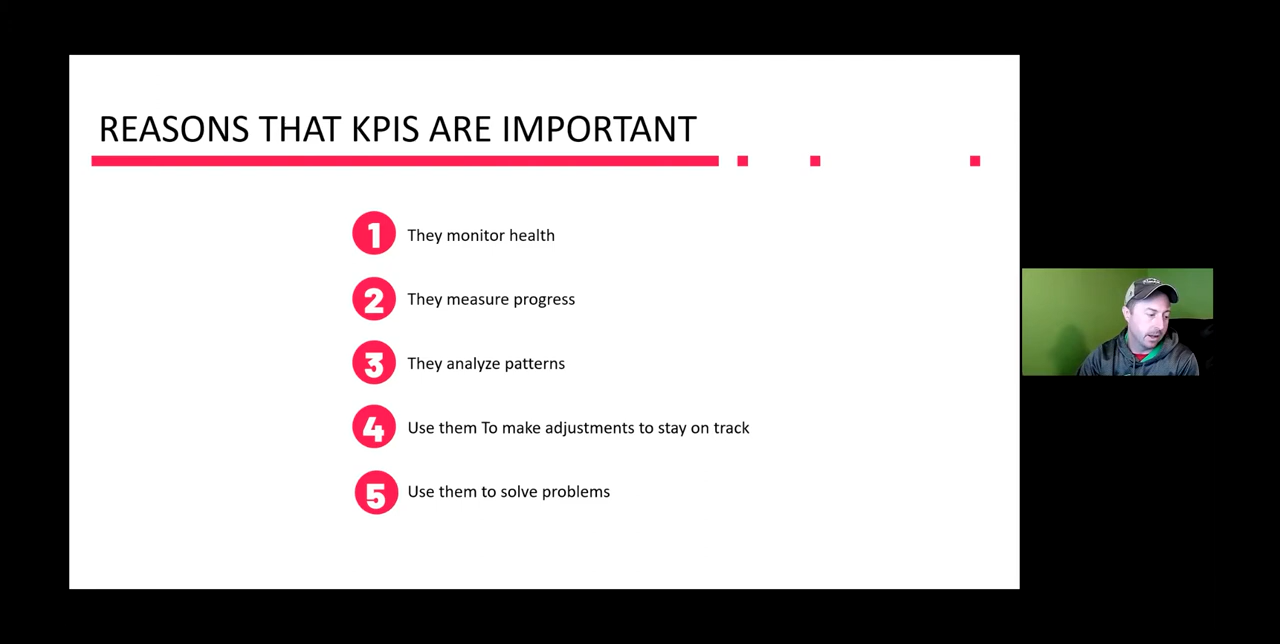 REASONS THAT KPIS ARE IMPORTANT
1 They monitor health
2 They measure progress
3 They analyze patterns
4 Use them To make adjustments to stay on track
5 Use them to solve problems